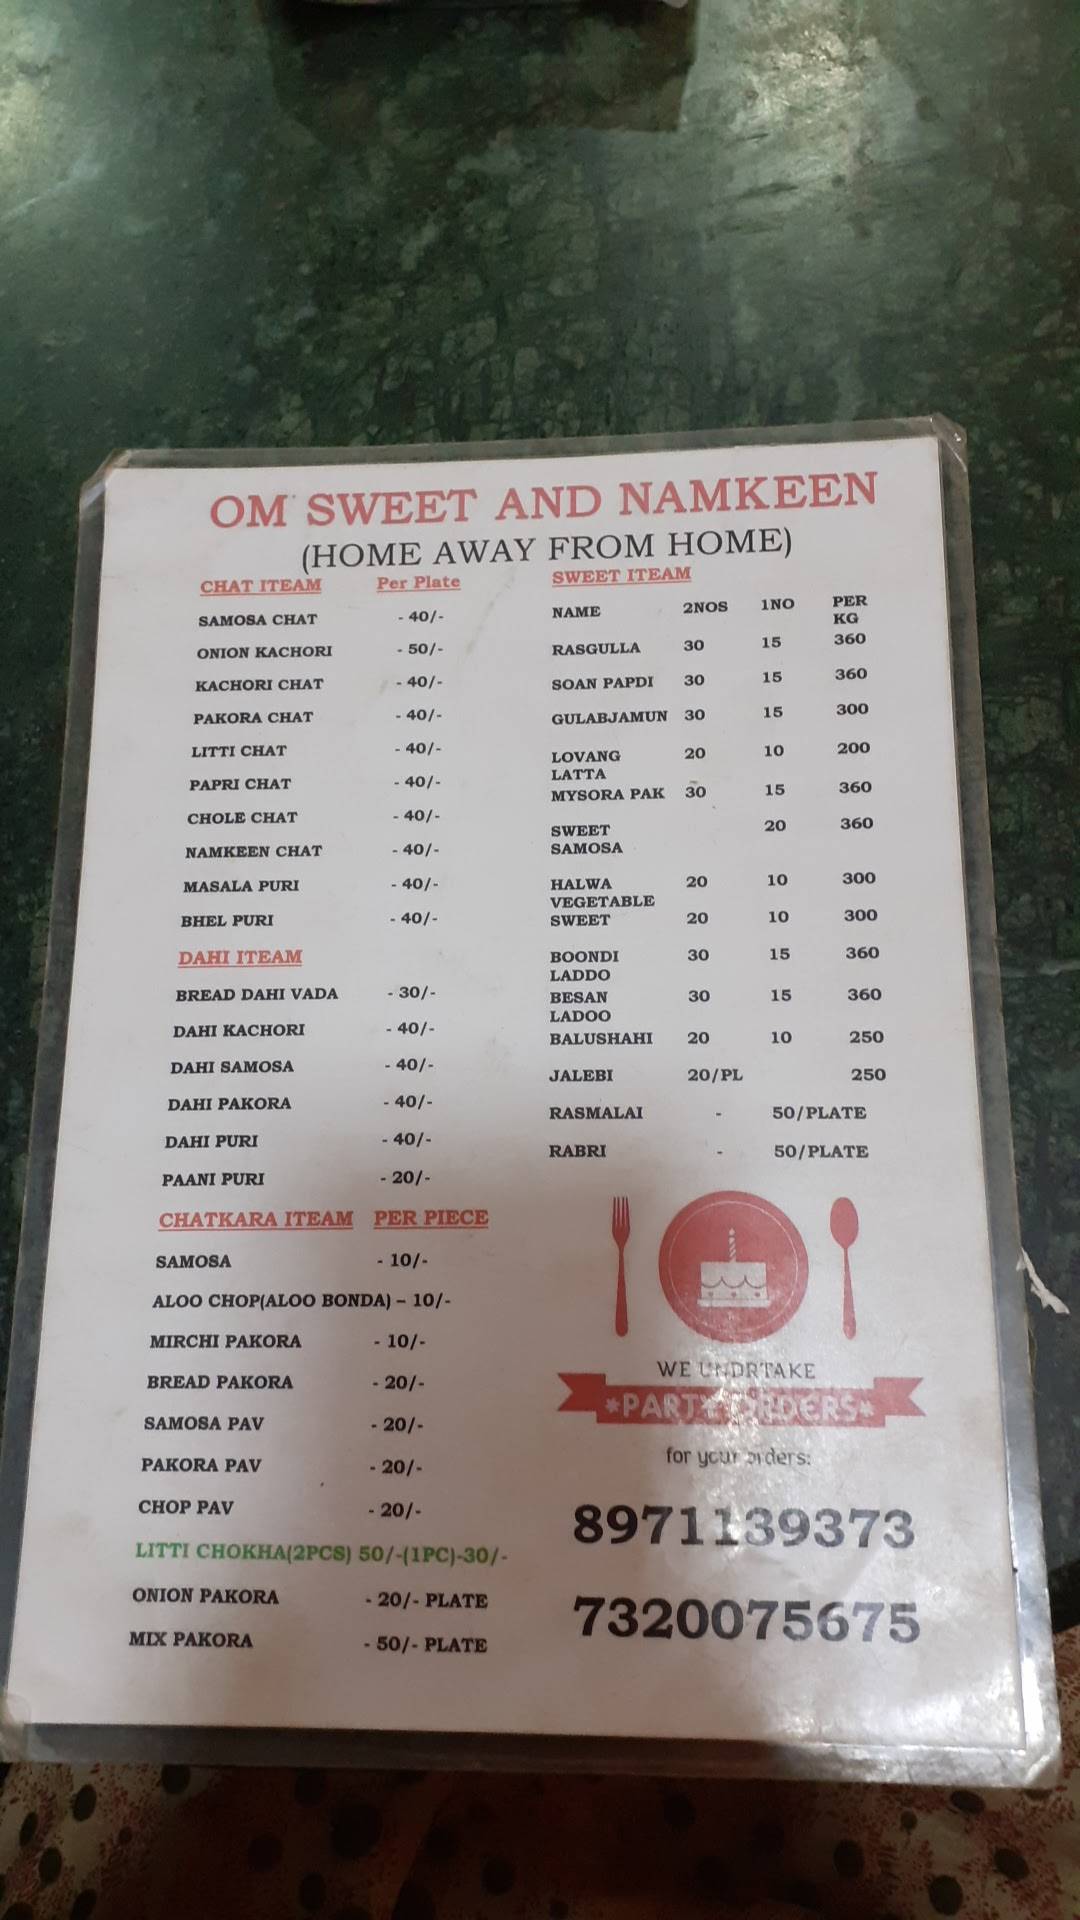 OM SWEET AND NAMKEEN
(HOME AWAY FROM HOME)
CHAT ITEAM Per Plate
SAMOSA CHAT - 40/-
ONION KACHORI - 50/-
KACHORI CHAT - 40/-
PAKORA CHAT - 40/-
LITTI CHAT - 40/-
PAPRI CHAT - 40/-
CHOLE CHAT - 40/-
NAMKEEN CHAT - 40/-
MASALA PURI - 40/-
BHEL PURI - 40/-
DAHI ITEAM
BREAD DAHI VADA - 30/-
DAHI KACHORI - 40/-
DAHI SAMOSA - 40/-
DAHI PAKORA - 40/-
DAHI PURI - 40/-
PAANI PURI - 20/-
CHATKARA ITEAM PER PIECE
SAMOSA - 10/-
ALOO CHOP(ALOO BONDA) – 10/-
MIRCHI PAKORA - 10/-
BREAD PAKORA - 20/-
SAMOSA PAV - 20/-
PAKORA PAV - 20/-
CHOP PAV - 20/-
LITTI CHOKHA(2PCS) 50/-(1PC)-30/-
ONION PAKORA - 20/- PLATE
MIX PAKORA - 50/- PLATE
SWEET ITEAM
NAME 2NOS 1NO PER
KG
RASGULLA 30 15 360
SOAN PAPDI 30 15 360
GULABJAMUN 30 15 300
LOVANG 20 10 200
LATTA
MYSORA PAK 30 15 360
SWEET 20 360
SAMOSA
HALWA 20 10 300
VEGETABLE
SWEET 20 10 300
BOONDI 30 15 360
LADDO
BESAN 30 15 360
LADOO
BALUSHAHI 20 10 250
JALEBI 20/PL 250
RASMALAI - 50/PLATE
RABRI - 50/PLATE
WE UNDRTAKE
*PARTY ORDERS*
for your orders:
8971139373
7320075675